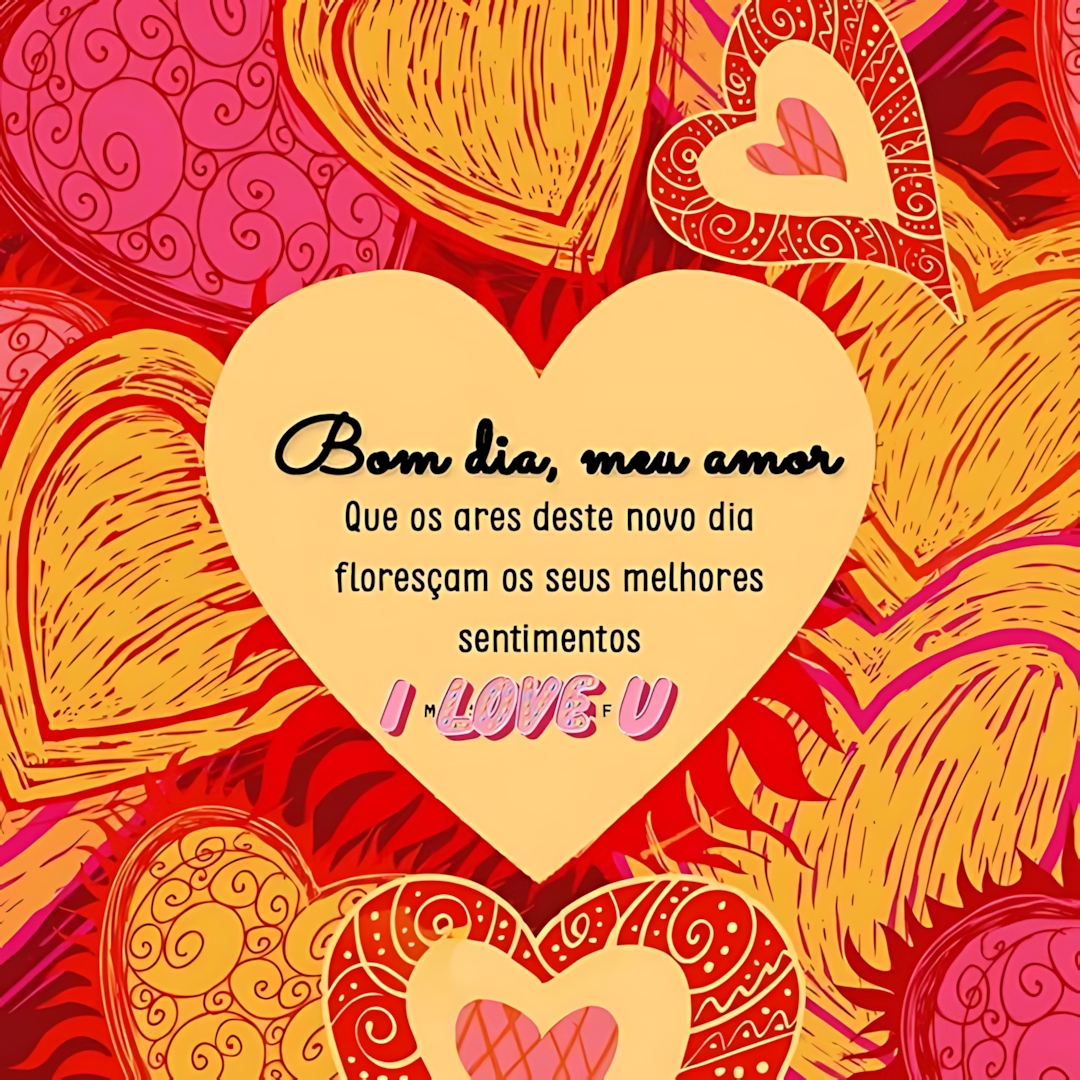 Bom dia, meu amor
Que os ares deste novo dia
floresçam os seus melhores
sentimentos
I LOVE U